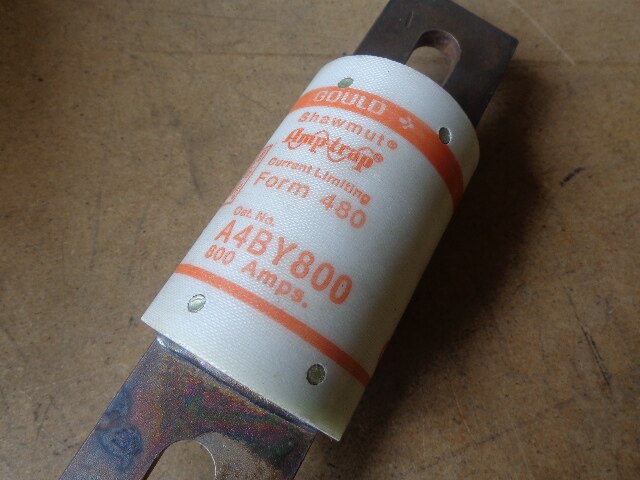 GOULD
Shawmut®
Amp-trap®
Current Limiting
Form 480
Cat. No.
A4BY800
800 Amps.